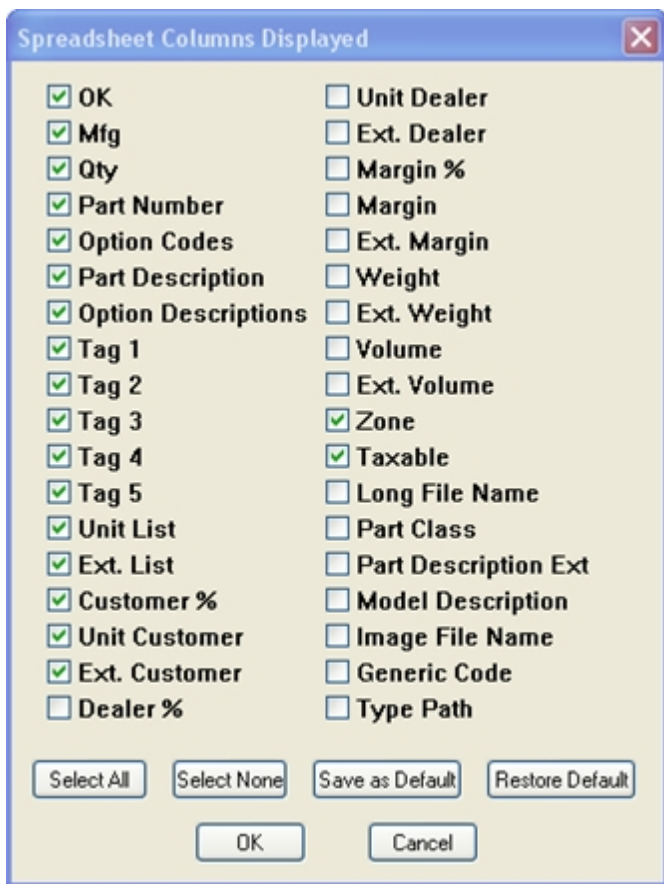 Spreadsheet Columns Displayed
OK
Mfg
Qty
Part Number
Option Codes
Part Description
Option Descriptions
Tag 1
Tag 2
Tag 3
Tag 4
Tag 5
Unit List
Ext. List
Customer %
Unit Customer
Ext. Customer
Dealer %
Unit Dealer
Ext. Dealer
Margin %
Margin
Ext. Margin
Weight
Ext. Weight
Volume
Ext. Volume
Zone
Taxable
Long File Name
Part Class
Part Description Ext
Model Description
Image File Name
Generic Code
Type Path
Select All Select None Save as Default Restore Default
OK Cancel